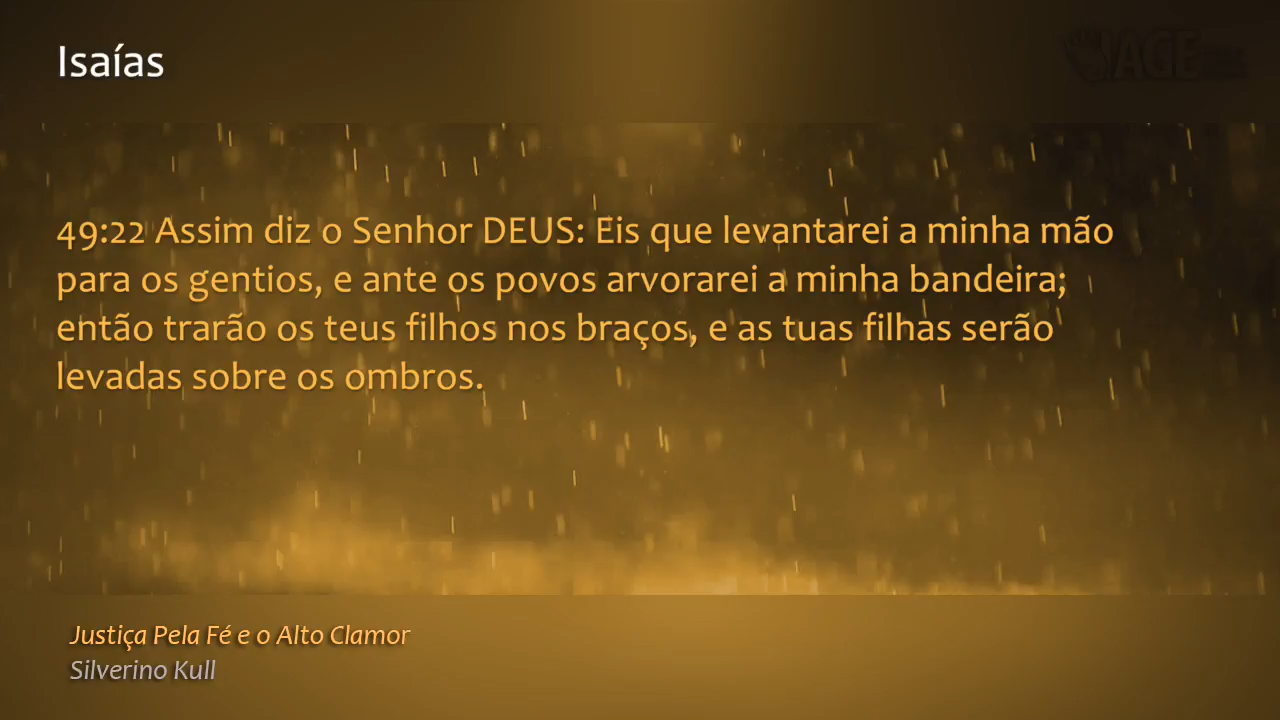 Isaías
IAGE
49:22 Assim diz o Senhor DEUS: Eis que levantarei a minha mão
para os gentios, e ante os povos arvorarei a minha bandeira;
então trarão os teus filhos nos braços, e as tuas filhas serão
levadas sobre os ombros.
Justiça Pela Fé e o Alto Clamor
Silverino Kull